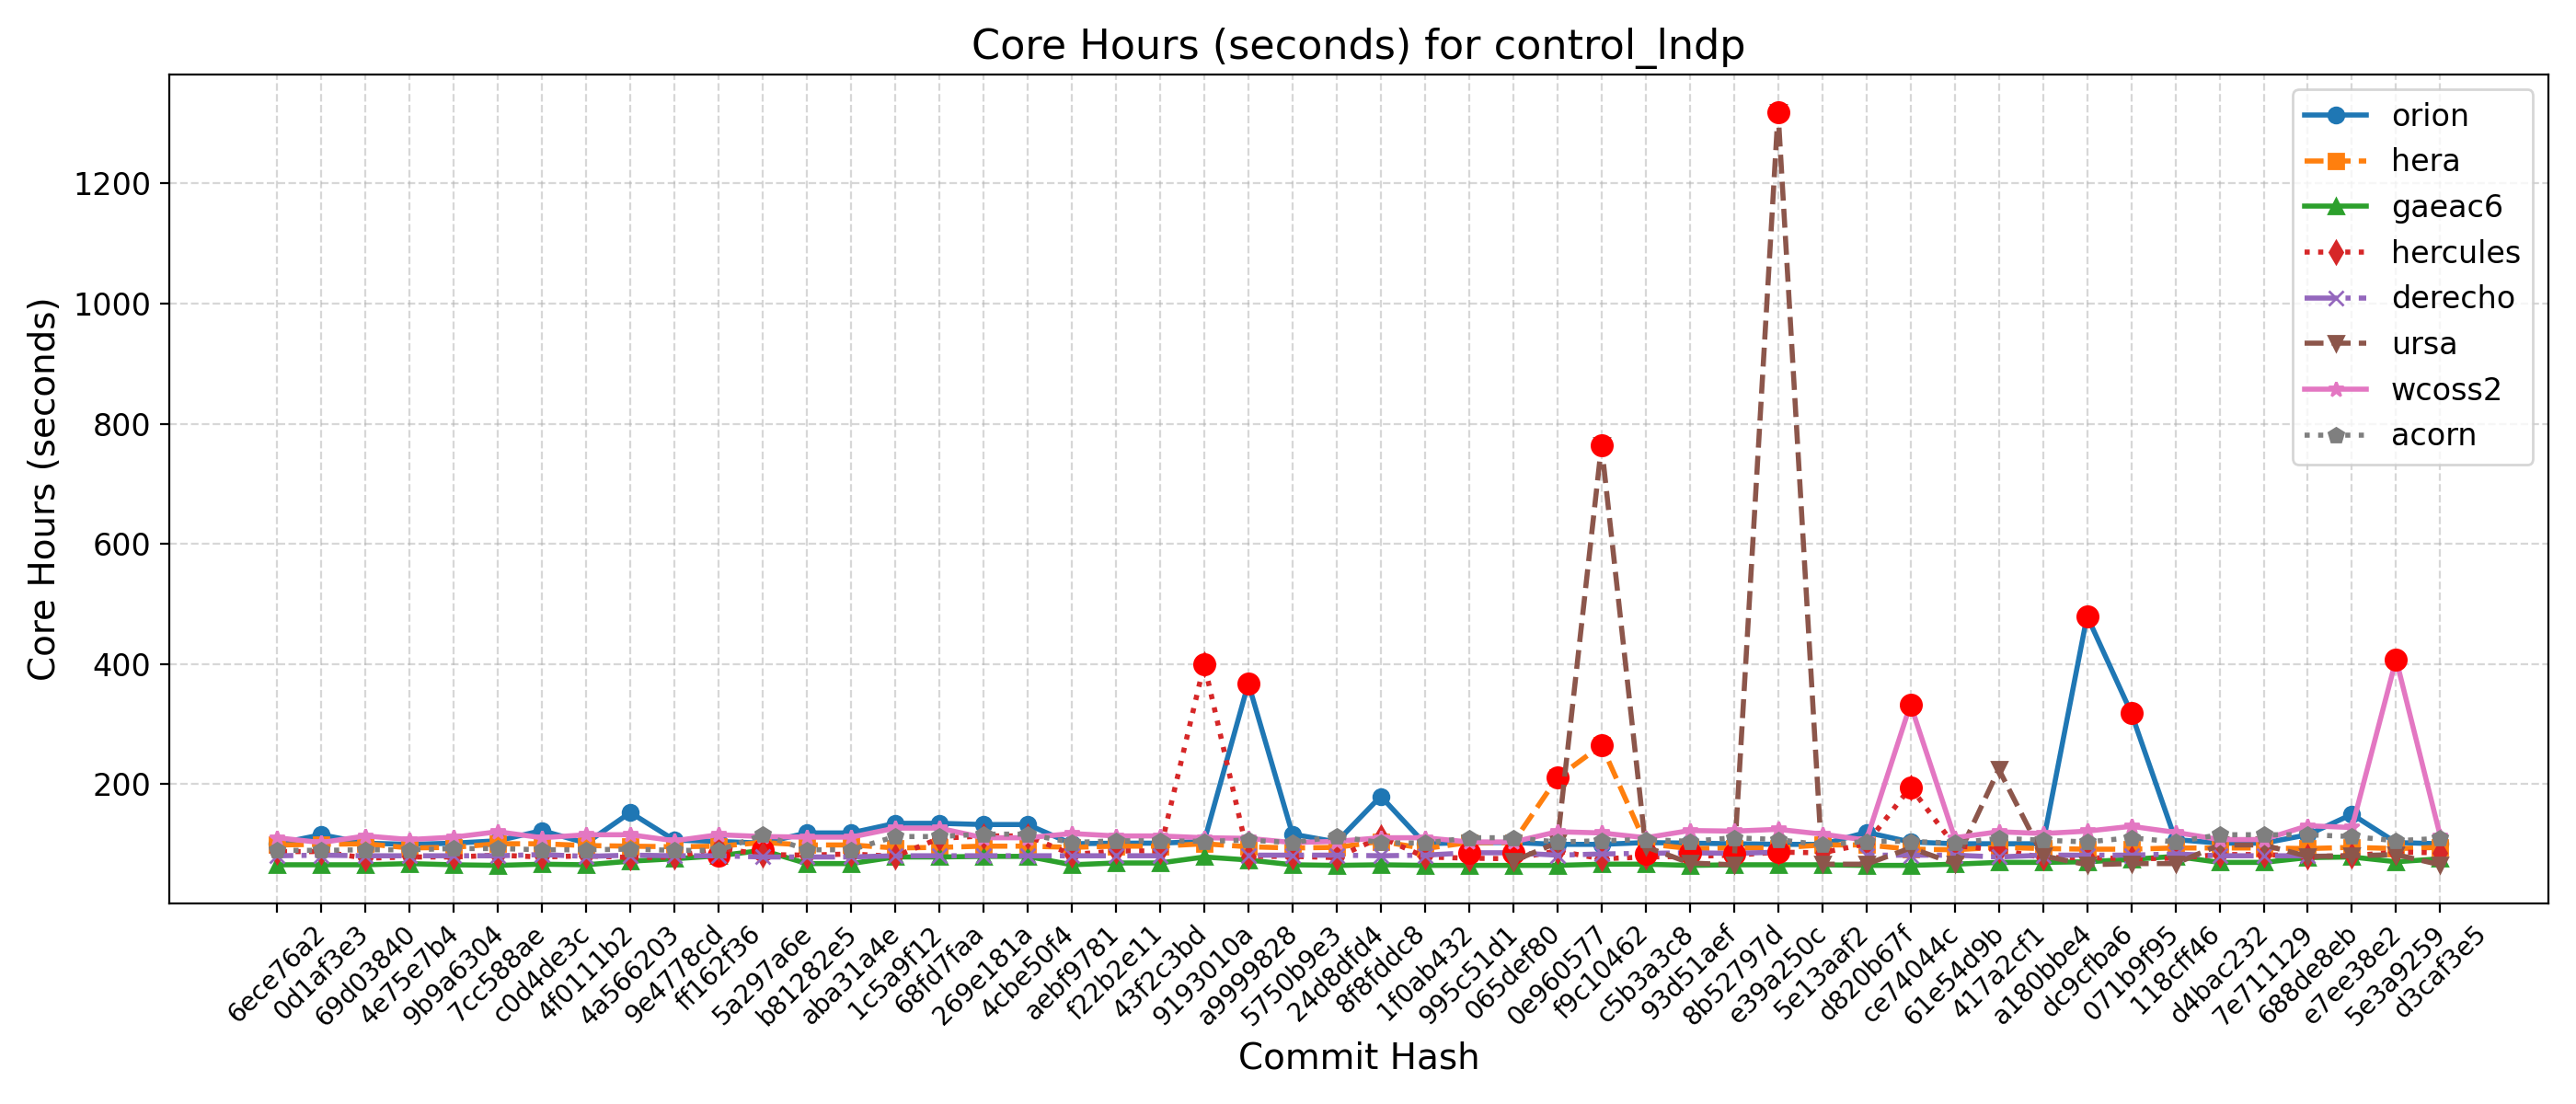 Core Hours (seconds) for control_lndp
Core Hours (seconds)
1200
1000
800
600
400
200
orion
hera
gaeac6
hercules
derecho
ursa
wcoss2
acorn
6ece76a2
0d1af3e3
69d03840
4e75e7b4
9b9a6304
7cc588ae
c0d4de3c
4f0111b2
4a566203
9e4778cd
ff162f36
5a297a6e
b81282e5
aba31a4e
1c5a9f12
68fd7faa
269e181a
4cbe50f4
aebf9781
f22b2e11
43f2c3bd
9193010a
a9999828
5750b9e3
24d8dfd4
8f8fddc8
1f0ab432
995c51d1
065def80
0e960577
f9c10462
c5b3a3c8
93d51aef
8b52797d
e39a250c
5e13aaf2
d820b67f
ce74044c
61e54d9b
417a2cf1
a180bbe4
dc9cfba6
071b9f95
118cff46
d4bac232
7e711129
688de8eb
e7ee38e2
5e3a9259
d3caf3e5
Commit Hash